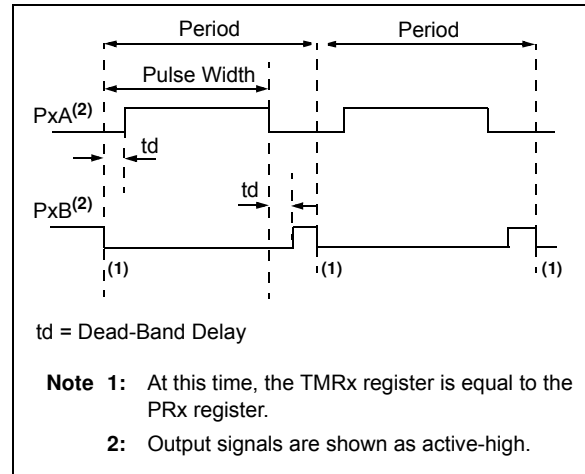 Period Period
Pulse Width
PxA(2)
td
td
PxB(2)
(1) (1) (1)
td = Dead-Band Delay
Note 1: At this time, the TMRx register is equal to the
PRx register.
2: Output signals are shown as active-high.